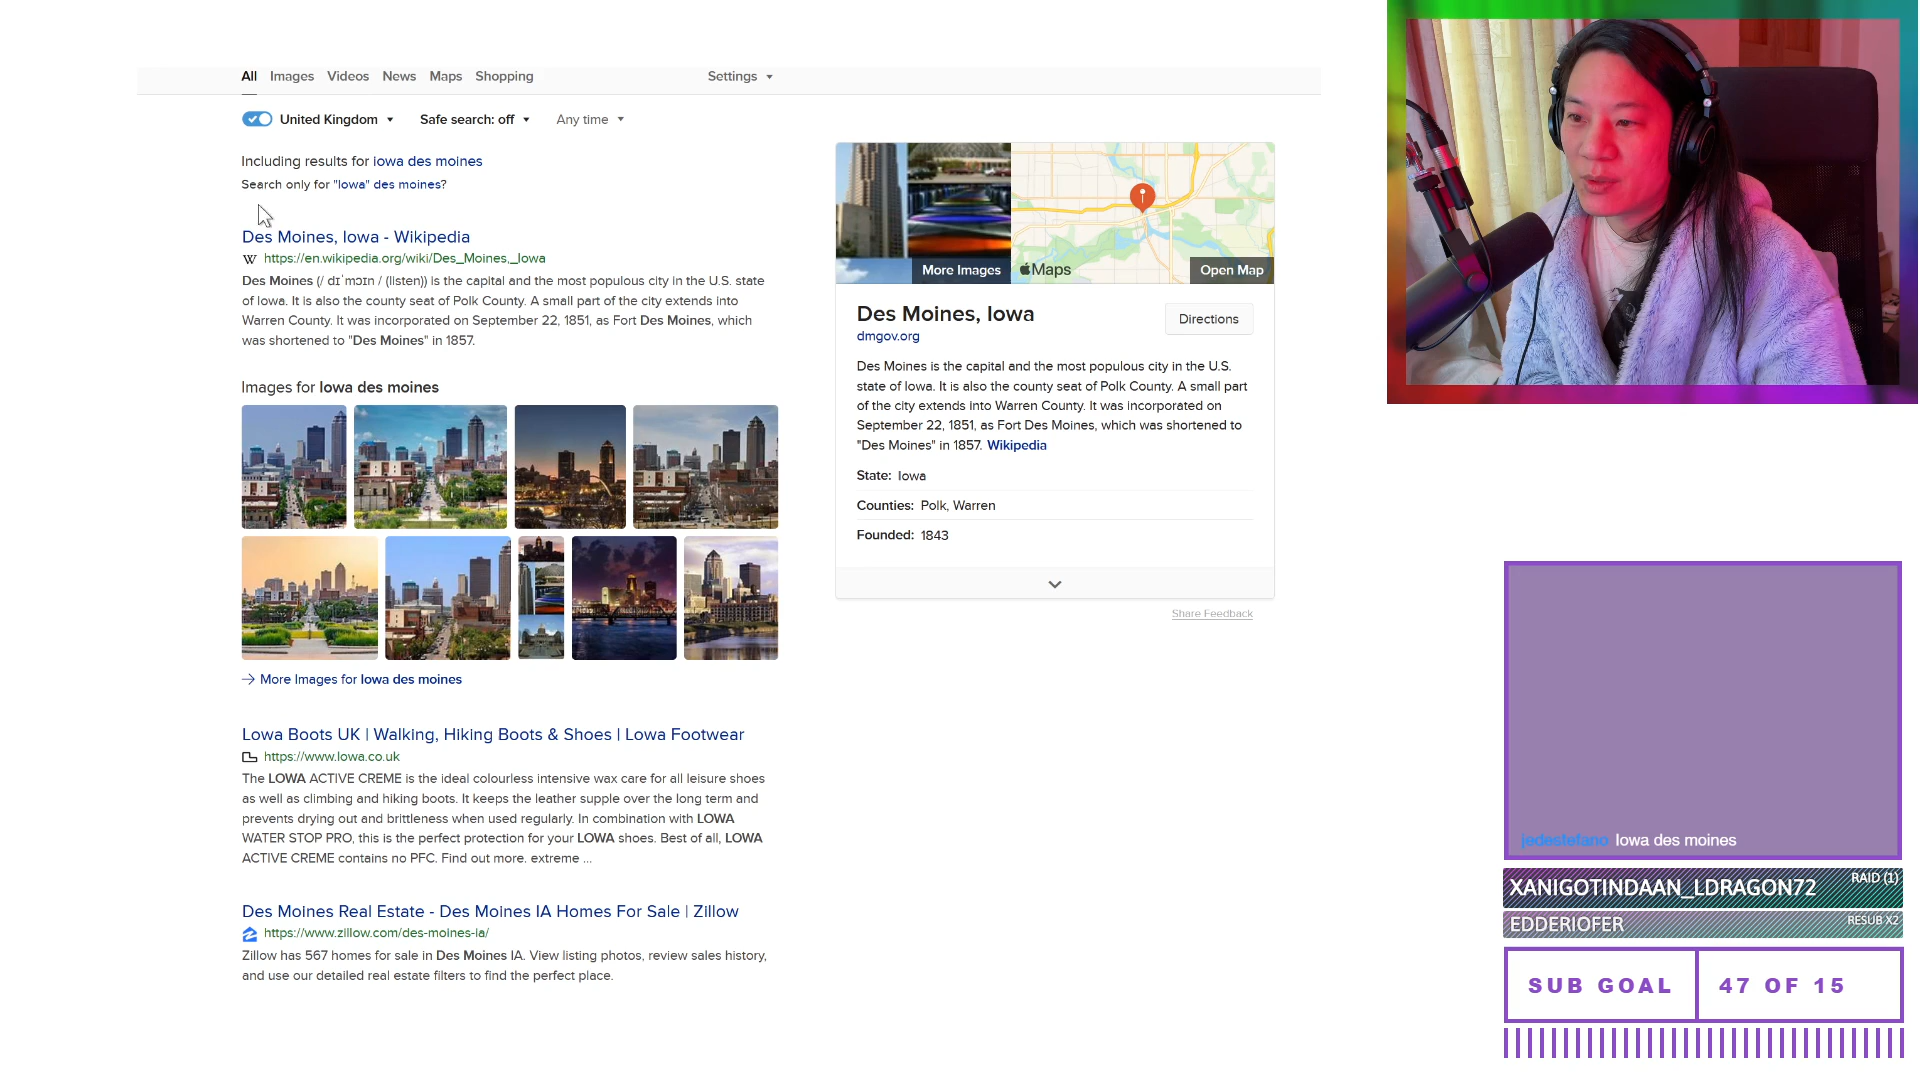 All Images Videos News Maps Shopping Settings
United Kingdom Safe search: off Any time
Including results for iowa des moines
Search only for "Iowa" des moines?
Des Moines, Iowa - Wikipedia
W https://en.wikipedia.org/wiki/Des_Moines,_Iowa
Des Moines (/ dɪˈmɔɪn / (listen)) is the capital and the most populous city in the U.S. state
of Iowa. It is also the county seat of Polk County. A small part of the city extends into
Warren County. It was incorporated on September 22, 1851, as Fort Des Moines, which
was shortened to "Des Moines" in 1857.
Images for Iowa des moines
More Images for Iowa des moines
Lowa Boots UK | Walking, Hiking Boots & Shoes | Lowa Footwear
https://www.lowa.co.uk
The LOWA ACTIVE CREME is the ideal colourless intensive wax care for all leisure shoes
as well as climbing and hiking boots. It keeps the leather supple over the long term and
prevents drying out and brittleness when used regularly. In combination with LOWA
WATER STOP PRO, this is the perfect protection for your LOWA shoes. Best of all, LOWA
ACTIVE CREME contains no PFC. Find out more. extreme ...
Des Moines Real Estate - Des Moines IA Homes For Sale | Zillow
https://www.zillow.com/des-moines-ia/
Zillow has 567 homes for sale in Des Moines IA. View listing photos, review sales history,
and use our detailed real estate filters to find the perfect place.
More Images
Maps
Open Map
Des Moines, Iowa
dmgov.org
Directions
Des Moines is the capital and the most populous city in the U.S.
state of Iowa. It is also the county seat of Polk County. A small part
of the city extends into Warren County. It was incorporated on
September 22, 1851, as Fort Des Moines, which was shortened to
"Des Moines" in 1857. Wikipedia
State: Iowa
Counties: Polk, Warren
Founded: 1843
Share Feedback
jedestefano Iowa des moines
XANIGOTINDAAN_LDRAGON72 RAID (1)
EDDERIOFER RESUB X2
SUB GOAL 47 OF 15